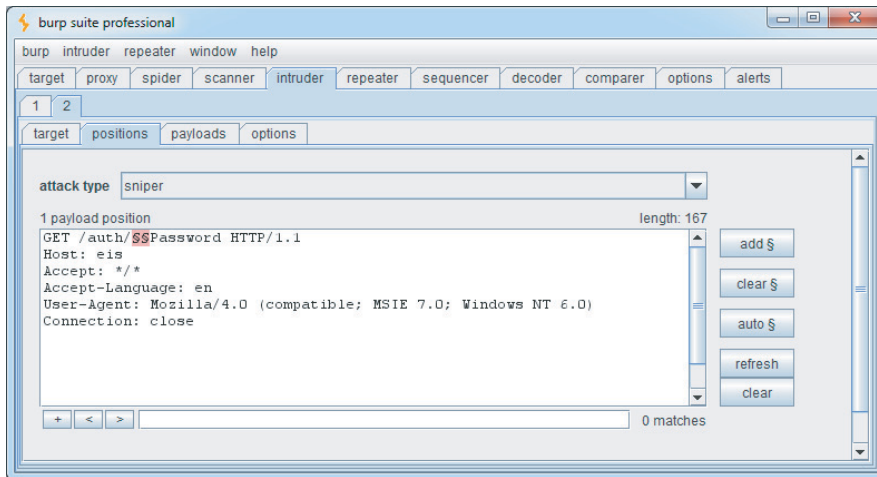 burp suite professional
burp intruder repeater window help
target proxy spider scanner intruder repeater sequencer decoder comparer options alerts
1 2
target positions payloads options
attack type sniper
1 payload position length: 167
GET /auth/§§Password HTTP/1.1
Host: eis
Accept: */*
Accept-Language: en
User-Agent: Mozilla/4.0 (compatible; MSIE 7.0; Windows NT 6.0)
Connection: close
add §
clear §
auto §
refresh
clear
+ < > 0 matches